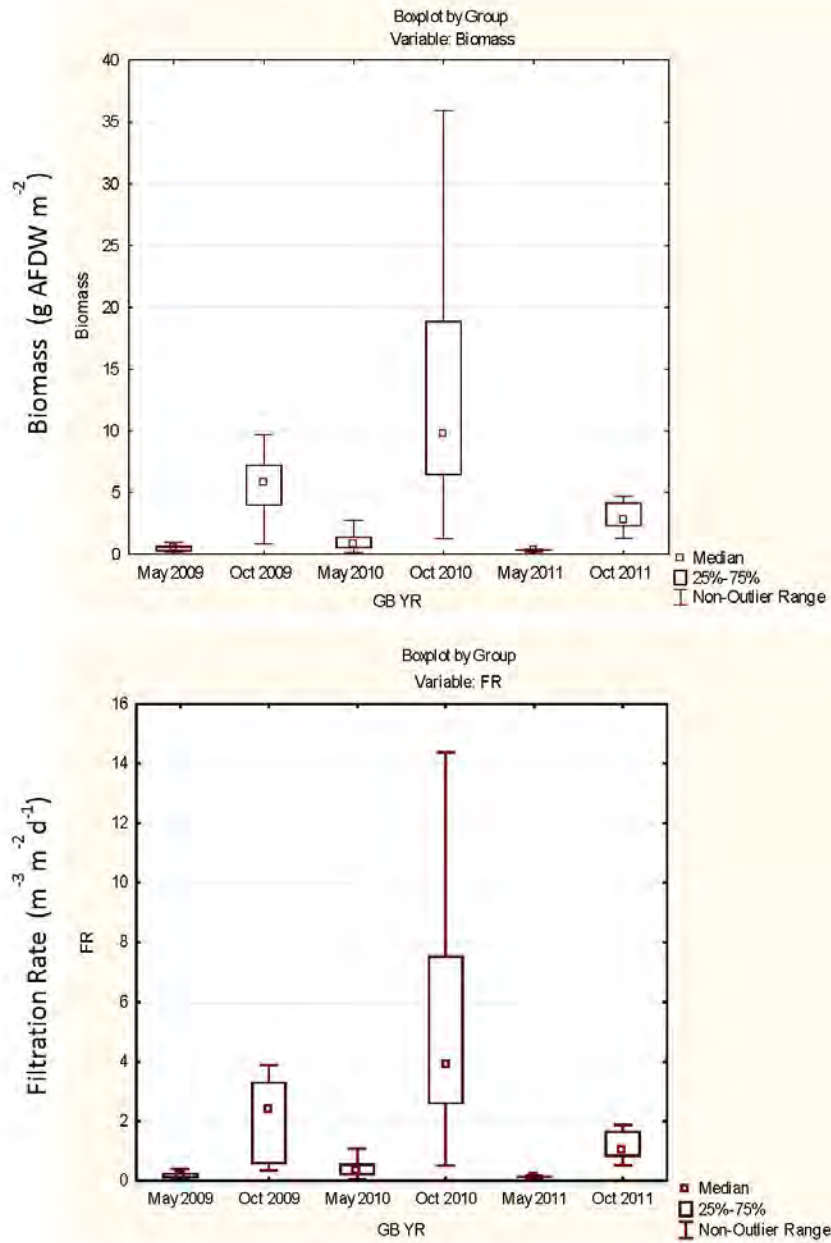 Boxplot by Group
Variable: Biomass
Biomass (g AFDW m⁻²)
Biomass
40
35
30
25
20
15
10
5
0
May 2009 Oct 2009 May 2010 Oct 2010 May 2011 Oct 2011
GB YR
Median
25%-75%
Non-Outlier Range
Boxplot by Group
Variable: FR
Filtration Rate (m⁻³ m⁻² d⁻¹)
FR
16
14
12
10
8
6
4
2
0
May 2009 Oct 2009 May 2010 Oct 2010 May 2011 Oct 2011
GB YR
Median
25%-75%
Non-Outlier Range